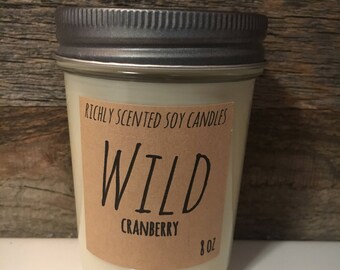 RICHLY SCENTED SOY CANDLES
WILD
CRANBERRY
8 OZ